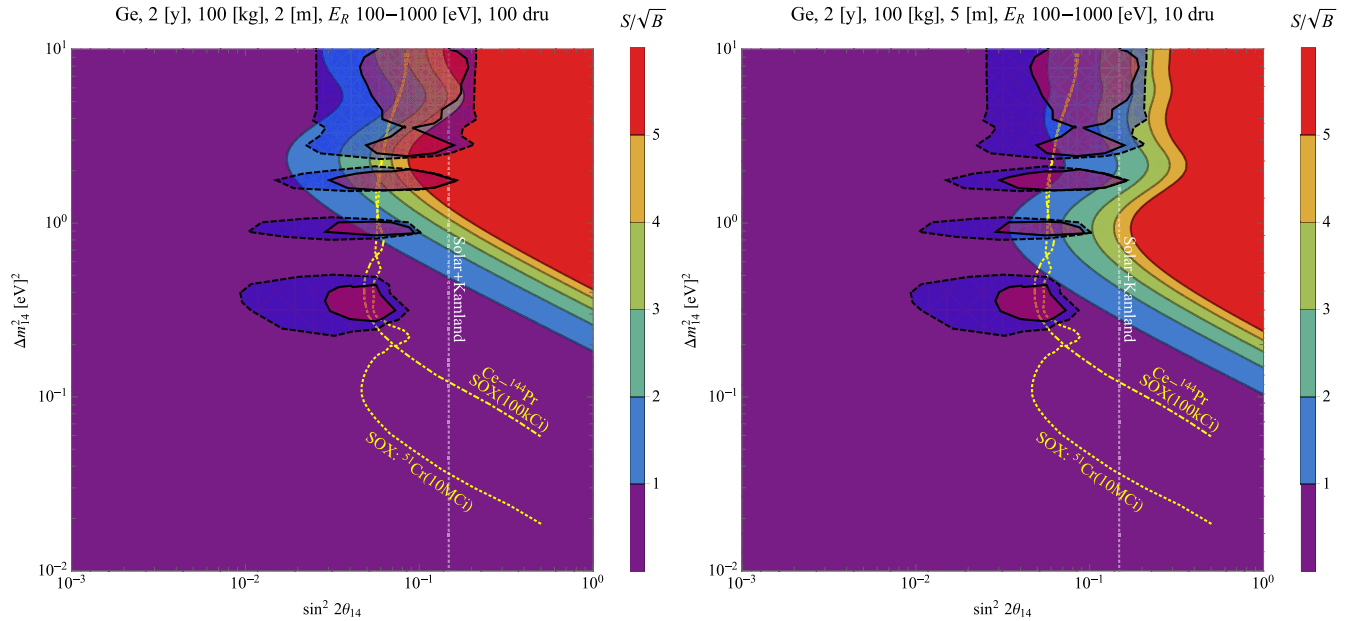 Ge, 2 [y], 100 [kg], 2 [m], E_R 100−1000 [eV], 100 dru
S/√B
10^1
10^0
10^−1
10^−2
Δm²₁₄ [eV]²
10^−3
10^−2
10^−1
10^0
sin² 2θ₁₄
Solar+Kamland
Ce−¹⁴⁴Pr
SOX(100kCi)
SOX: ⁵¹Cr(10MCi)
5
4
3
2
1
Ge, 2 [y], 100 [kg], 5 [m], E_R 100−1000 [eV], 10 dru
S/√B
10^1
10^0
10^−1
10^−2
Δm²₁₄ [eV]²
10^−3
10^−2
10^−1
10^0
sin² 2θ₁₄
Solar+Kamland
Ce−¹⁴⁴Pr
SOX(100kCi)
SOX: ⁵¹Cr(10MCi)
5
4
3
2
1